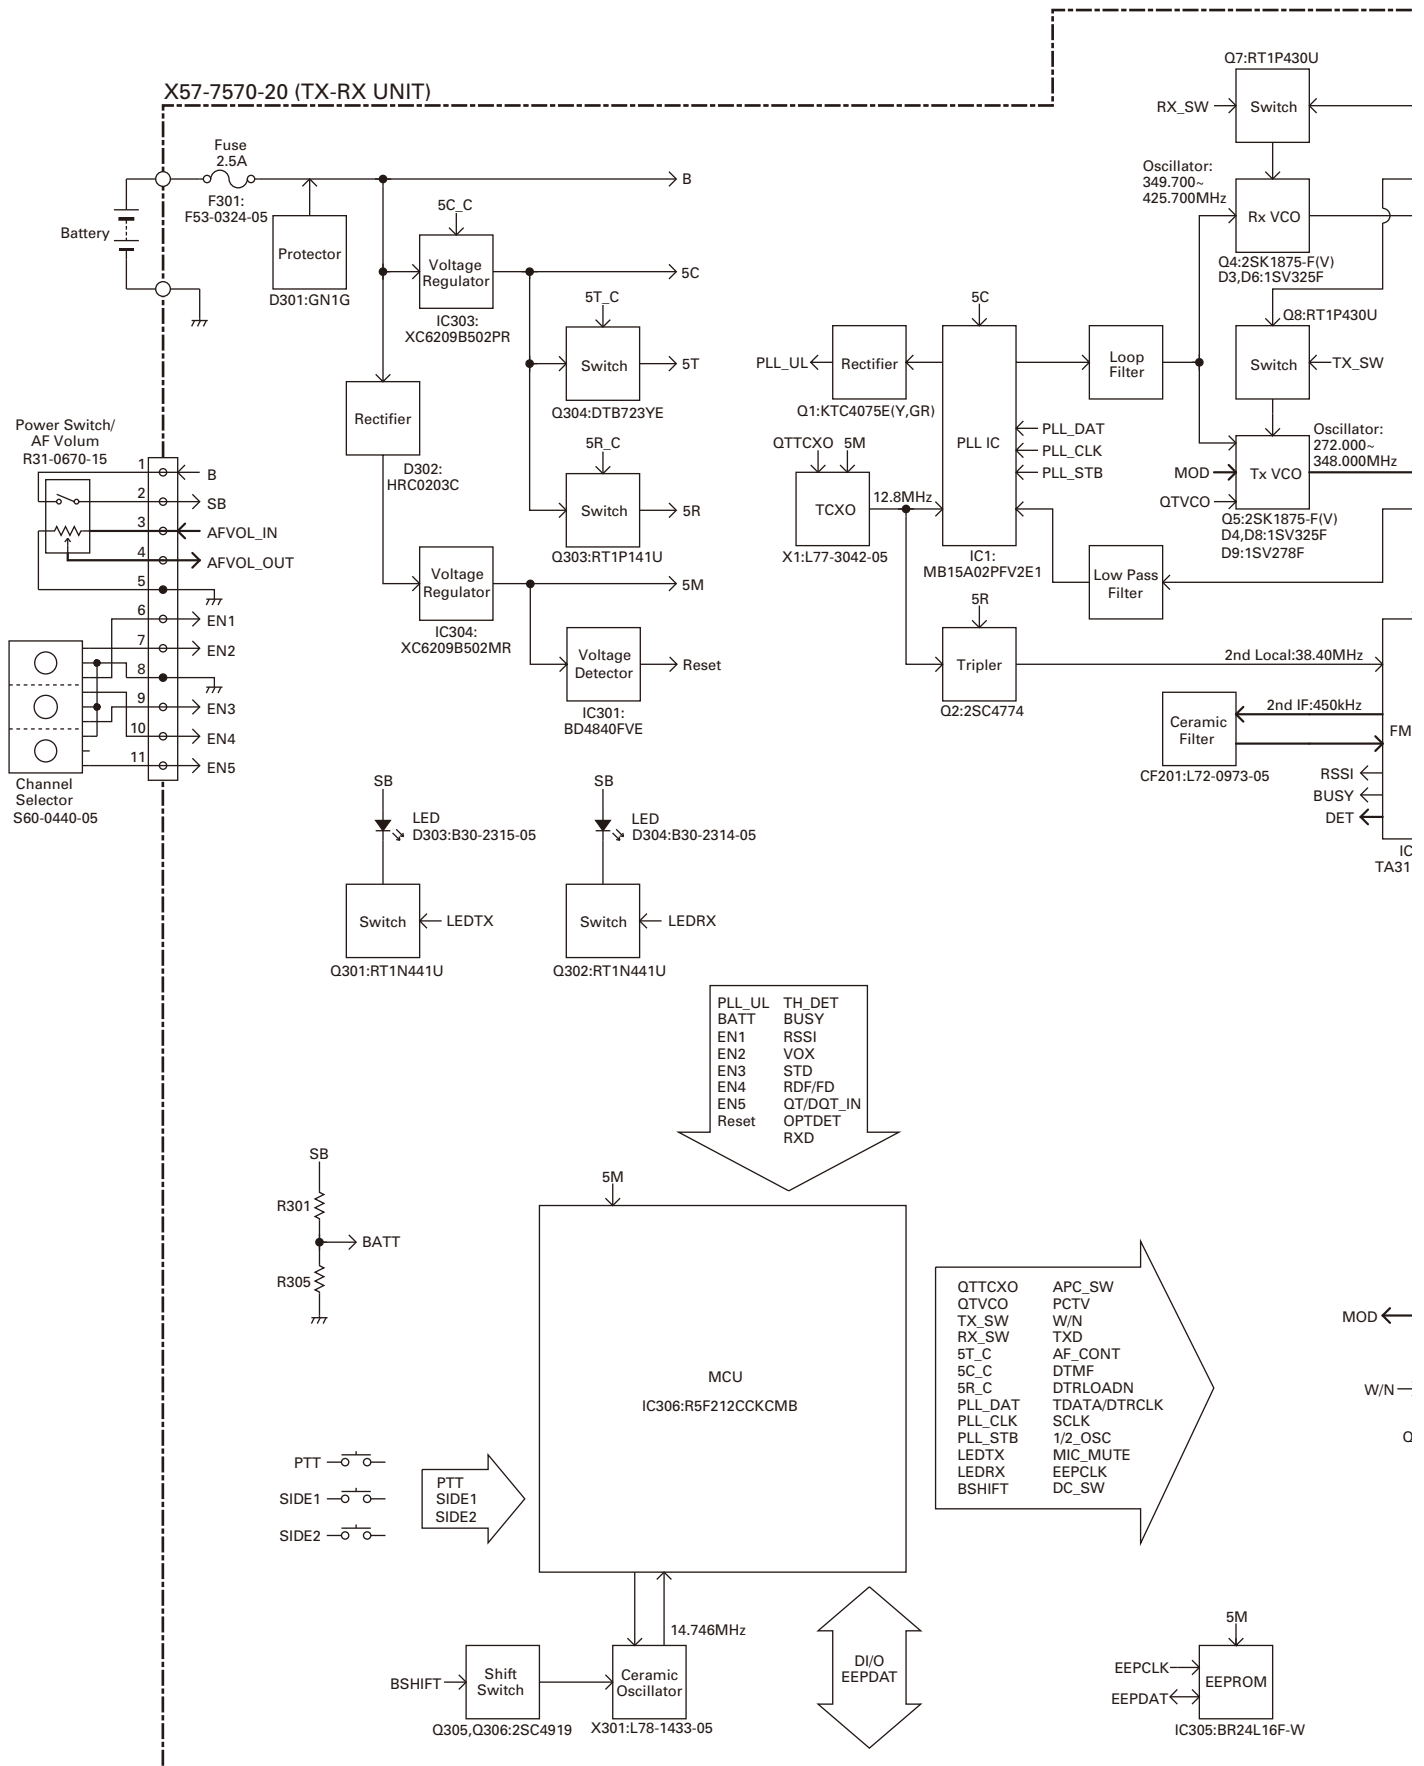 X57-7570-20 (TX-RX UNIT)
Fuse
2.5A
F301:
F53-0324-05
Battery
Protector
D301:GN1G
B
5C_C
Voltage
Regulator
IC303:
XC6209B502PR
5C
5T_C
Switch
5T
Q304:DTB723YE
Rectifier
D302:
HRC0203C
5R_C
Switch
5R
Q303:RT1P141U
Voltage
Regulator
IC304:
XC6209B502MR
5M
Voltage
Detector
Reset
IC301:
BD4840FVE
Power Switch/
AF Volum
R31-0670-15
1
B
2
SB
3
AFVOL_IN
4
AFVOL_OUT
5
6
EN1
7
EN2
8
9
EN3
10
EN4
11
EN5
Channel
Selector
S60-0440-05
Q7:RT1P430U
RX_SW
Switch
Oscillator:
349.700~
425.700MHz
Rx VCO
Q4:2SK1875-F(V)
D3,D6:1SV325F
Q8:RT1P430U
Switch
TX_SW
Oscillator:
272.000~
348.000MHz
MOD
Tx VCO
QTVCO
Q5:2SK1875-F(V)
D4,D8:1SV325F
D9:1SV278F
5C
PLL_UL
Rectifier
Q1:KTC4075E(Y,GR)
PLL IC
Loop
Filter
PLL_DAT
PLL_CLK
PLL_STB
QTTCXO
5M
TCXO
12.8MHz
X1:L77-3042-05
IC1:
MB15A02PFV2E1
Low Pass
Filter
5R
Tripler
Q2:2SC4774
2nd Local:38.40MHz
2nd IF:450kHz
Ceramic
Filter
CF201:L72-0973-05
FM
RSSI
BUSY
DET
IC
TA31
SB
LED
D303:B30-2315-05
Switch
LEDTX
Q301:RT1N441U
SB
LED
D304:B30-2314-05
Switch
LEDRX
Q302:RT1N441U
PLL_UL TH_DET
BATT BUSY
EN1 RSSI
EN2 VOX
EN3 STD
EN4 RDF/FD
EN5 QT/DQT_IN
Reset OPTDET
RXD
SB
R301
BATT
R305
5M
MCU
IC306:R5F212CCKCMB
QTTCXO APC_SW
QTVCO PCTV
TX_SW W/N
RX_SW TXD
5T_C AF_CONT
5C_C DTMF
5R_C DTRLOADN
PLL_DAT TDATA/DTRCLK
PLL_CLK SCLK
PLL_STB 1/2_OSC
LEDTX MIC_MUTE
LEDRX EEPCLK
BSHIFT DC_SW
MOD
W/N
Q
PTT
SIDE1
SIDE2
PTT
SIDE1
SIDE2
14.746MHz
BSHIFT
Shift
Switch
Ceramic
Oscillator
Q305,Q306:2SC4919
X301:L78-1433-05
DI/O
EEPDAT
5M
EEPCLK
EEPDAT
EEPROM
IC305:BR24L16F-W